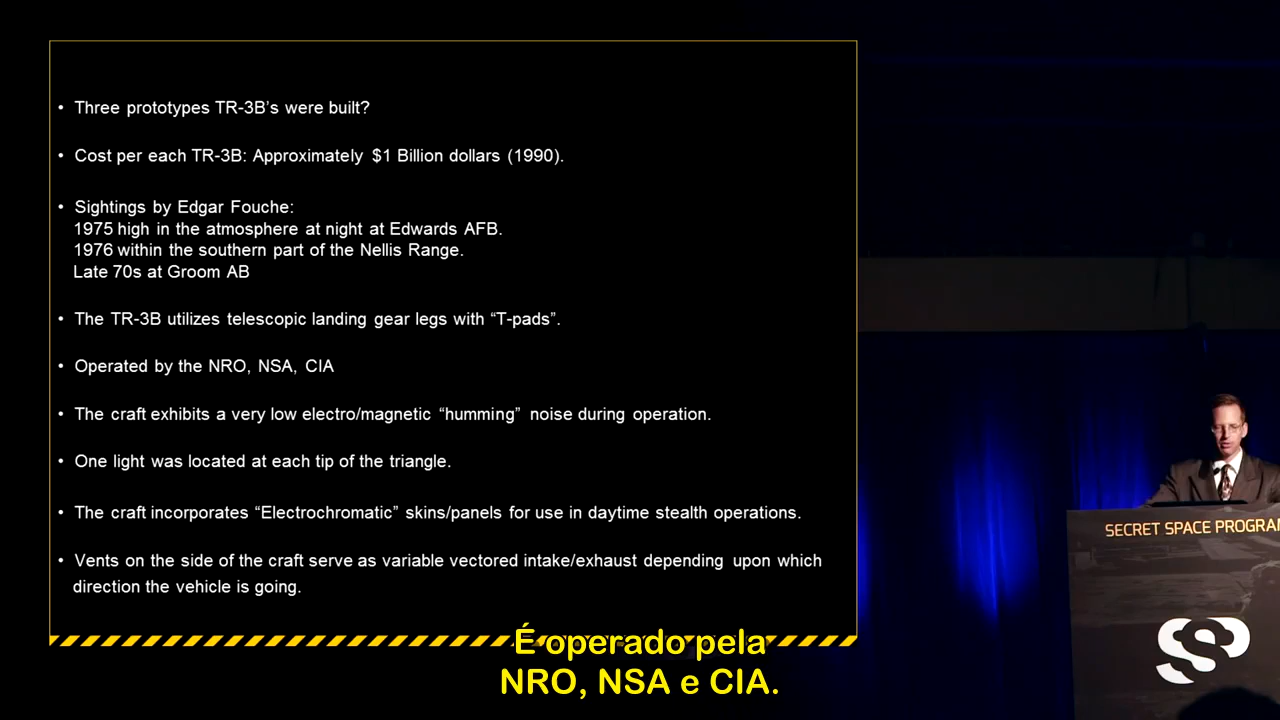 • Three prototypes TR-3B's were built?
• Cost per each TR-3B: Approximately $1 Billion dollars (1990).
• Sightings by Edgar Fouche:
1975 high in the atmosphere at night at Edwards AFB.
1976 within the southern part of the Nellis Range.
Late 70s at Groom AB
• The TR-3B utilizes telescopic landing gear legs with “T-pads”.
• Operated by the NRO, NSA, CIA
• The craft exhibits a very low electro/magnetic “humming” noise during operation.
• One light was located at each tip of the triangle.
• The craft incorporates “Electrochromatic” skins/panels for use in daytime stealth operations.
• Vents on the side of the craft serve as variable vectored intake/exhaust depending upon which
direction the vehicle is going.
SECRET SPACE PROGRA
SSP
É operado pela
NRO, NSA e CIA.